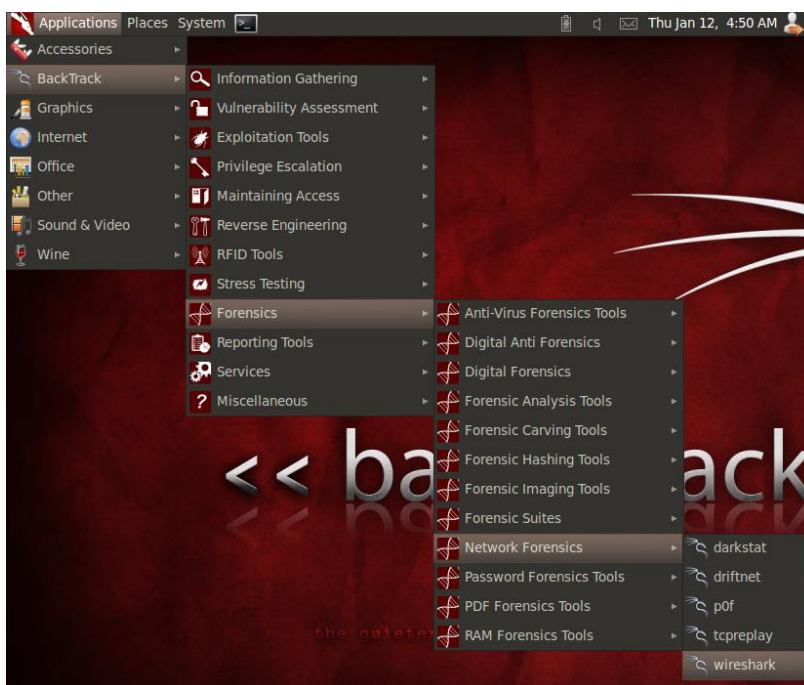 Applications Places System Thu Jan 12, 4:50 AM
Accessories
BackTrack
Graphics
Internet
Office
Other
Sound & Video
Wine
Information Gathering
Vulnerability Assessment
Exploitation Tools
Privilege Escalation
Maintaining Access
Reverse Engineering
RFID Tools
Stress Testing
Forensics
Reporting Tools
Services
Miscellaneous
Anti-Virus Forensics Tools
Digital Anti Forensics
Digital Forensics
Forensic Analysis Tools
Forensic Carving Tools
Forensic Hashing Tools
Forensic Imaging Tools
Forensic Suites
Network Forensics
Password Forensics Tools
PDF Forensics Tools
RAM Forensics Tools
darkstat
driftnet
p0f
tcpreplay
wireshark
<< ba ack
the quieter